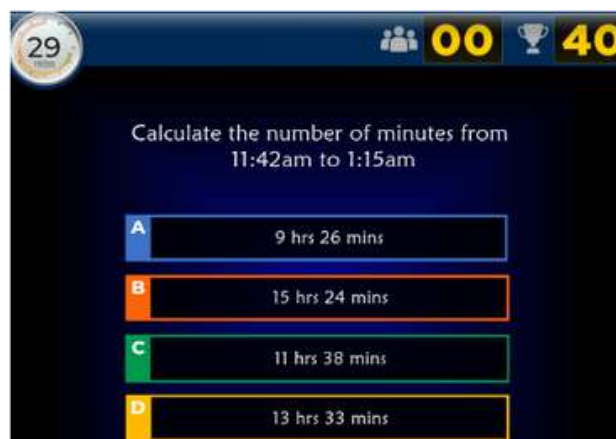 29
00
40
Calculate the number of minutes from
11:42am to 1:15am
A
9 hrs 26 mins
B
15 hrs 24 mins
C
11 hrs 38 mins
D
13 hrs 33 mins